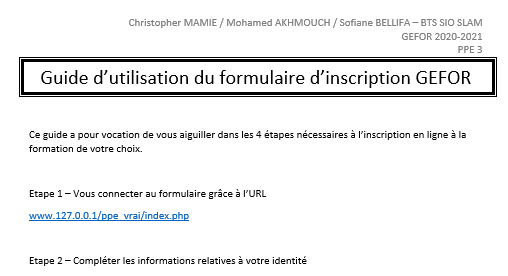 Christopher MAMIE / Mohamed AKHMOUCH / Sofiane BELLIFA – BTS SIO SLAM
GEFOR 2020-2021
PPE 3
Guide d'utilisation du formulaire d'inscription GEFOR
Ce guide a pour vocation de vous aiguiller dans les 4 étapes nécessaires à l'inscription en ligne à la
formation de votre choix.
Etape 1 – Vous connecter au formulaire grâce à l'URL
www.127.0.0.1/ppe_vrai/index.php
Etape 2 – Compléter les informations relatives à votre identité